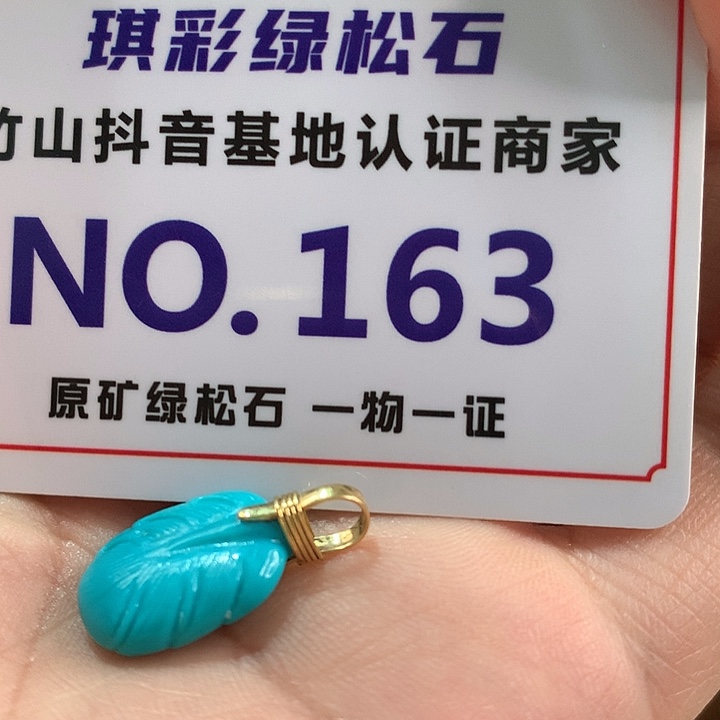 琪彩绿松石
竹山抖音基地认证商家
NO.163
原矿绿松石 一物一证